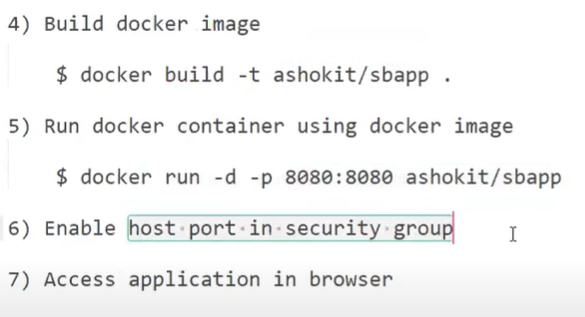 4) Build docker image
$ docker build -t ashokit/sbapp .
5) Run docker container using docker image
$ docker run -d -p 8080:8080 ashokit/sbapp
6) Enable host port in security group
7) Access application in browser